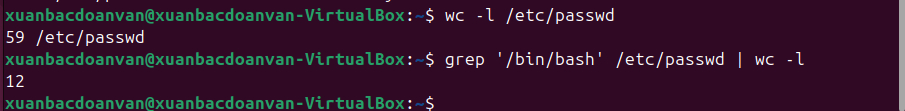 xuanbacdoanvan@xuanbacdoanvan-VirtualBox:~$ wc -l /etc/passwd
59 /etc/passwd
xuanbacdoanvan@xuanbacdoanvan-VirtualBox:~$ grep '/bin/bash' /etc/passwd | wc -l
12
xuanbacdoanvan@xuanbacdoanvan-VirtualBox:~$